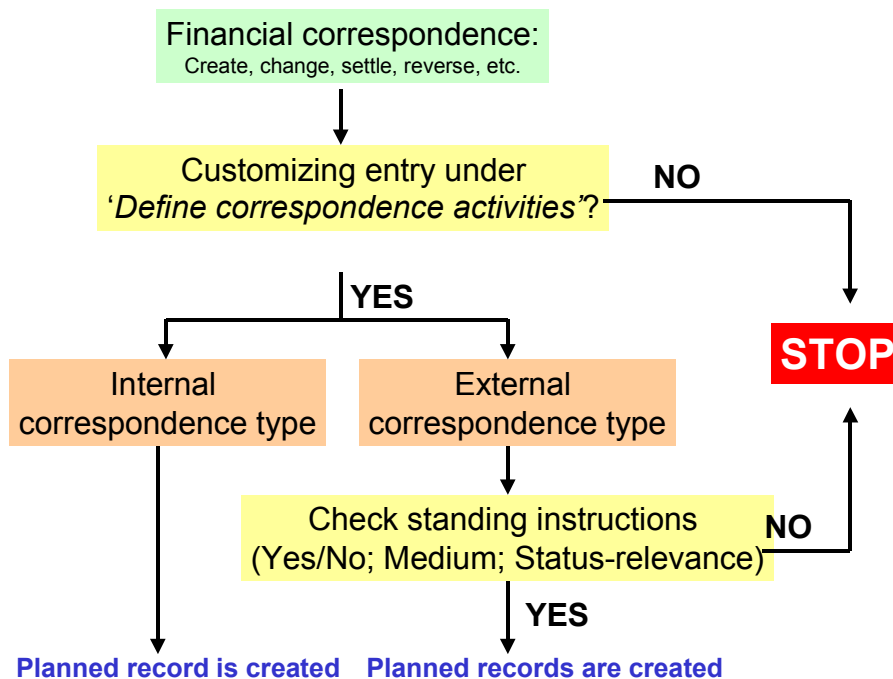 Financial correspondence:
Create, change, settle, reverse, etc.
Customizing entry under
‘Define correspondence activities’?
NO
YES
STOP
Internal
correspondence type
External
correspondence type
Check standing instructions
(Yes/No; Medium; Status-relevance)
NO
YES
Planned record is created
Planned records are created